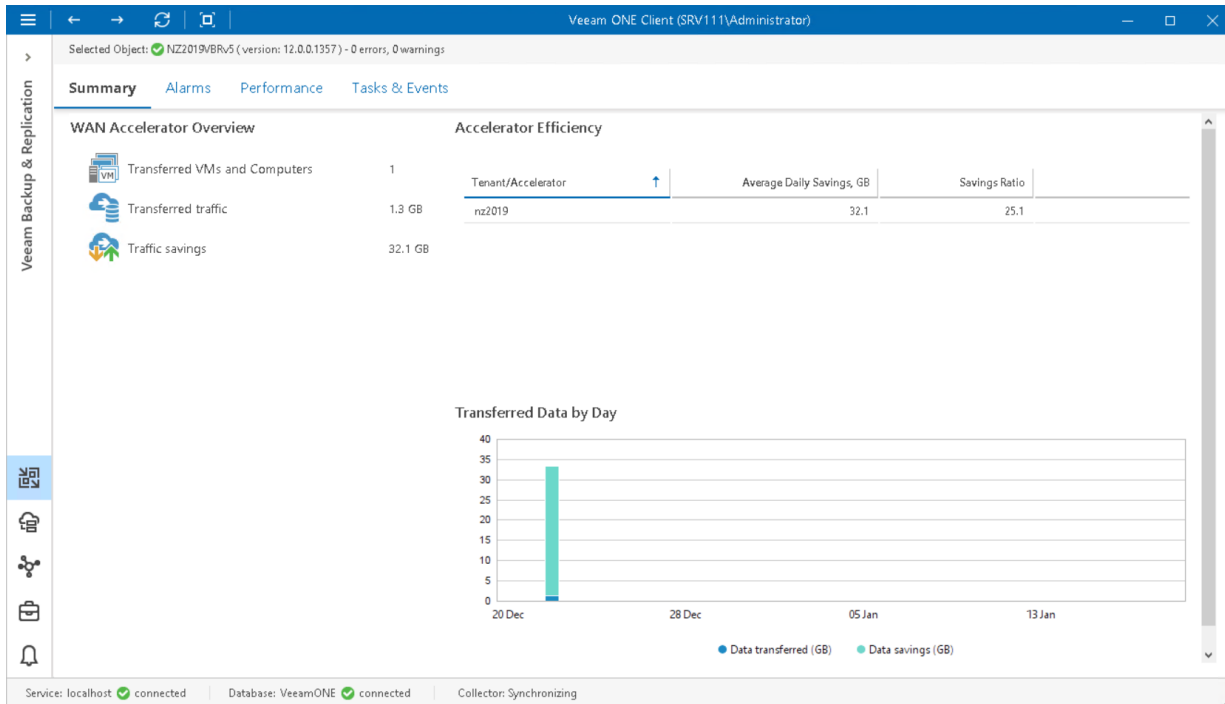 Veeam ONE Client (SRV111\Administrator)
Selected Object: NZ2019VBRv5 ( version: 12.0.0.1357 ) - 0 errors, 0 warnings
Veeam Backup & Replication
Summary Alarms Performance Tasks & Events
WAN Accelerator Overview
VM
Transferred VMs and Computers 1
Transferred traffic 1.3 GB
Traffic savings 32.1 GB
Accelerator Efficiency
Tenant/Accelerator Average Daily Savings, GB Savings Ratio
nz2019 32.1 25.1
Transferred Data by Day
40
35
30
25
20
15
10
5
0
20 Dec 28 Dec 05 Jan 13 Jan
Data transferred (GB) Data savings (GB)
Service: localhost connected Database: VeeamONE connected Collector: Synchronizing